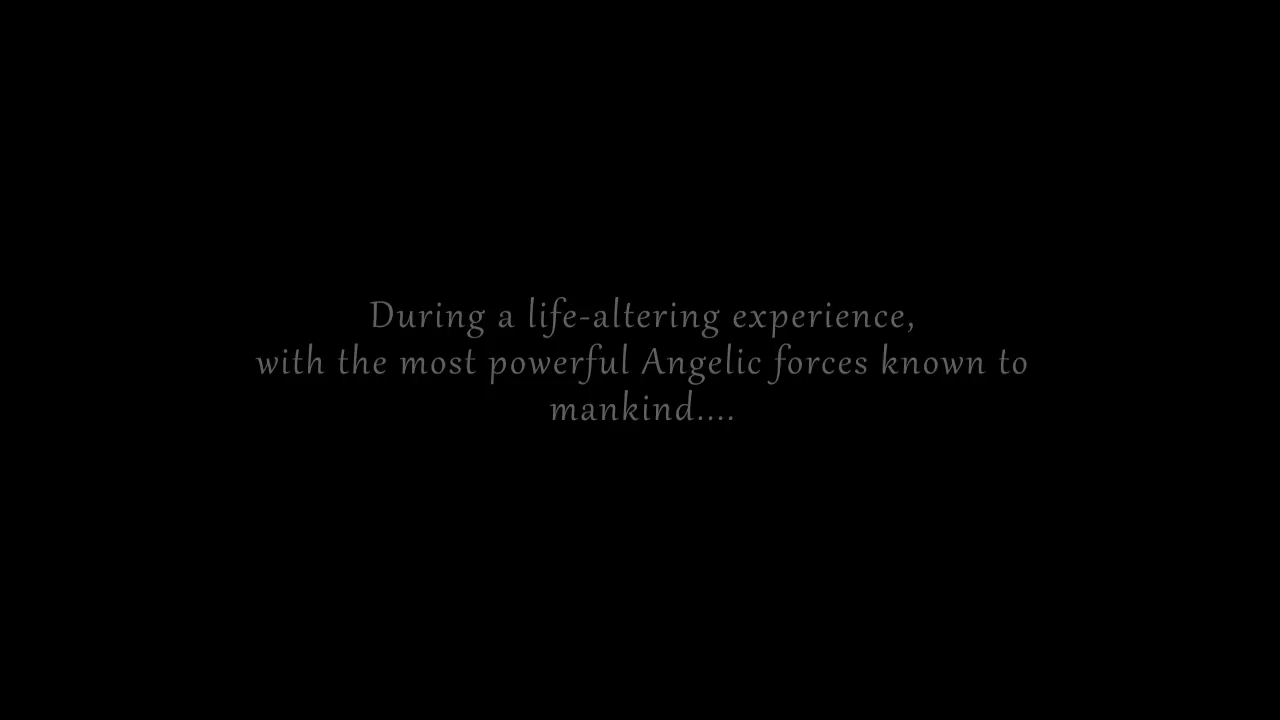 During a life-altering experience,
with the most powerful Angelic forces known to
mankind....